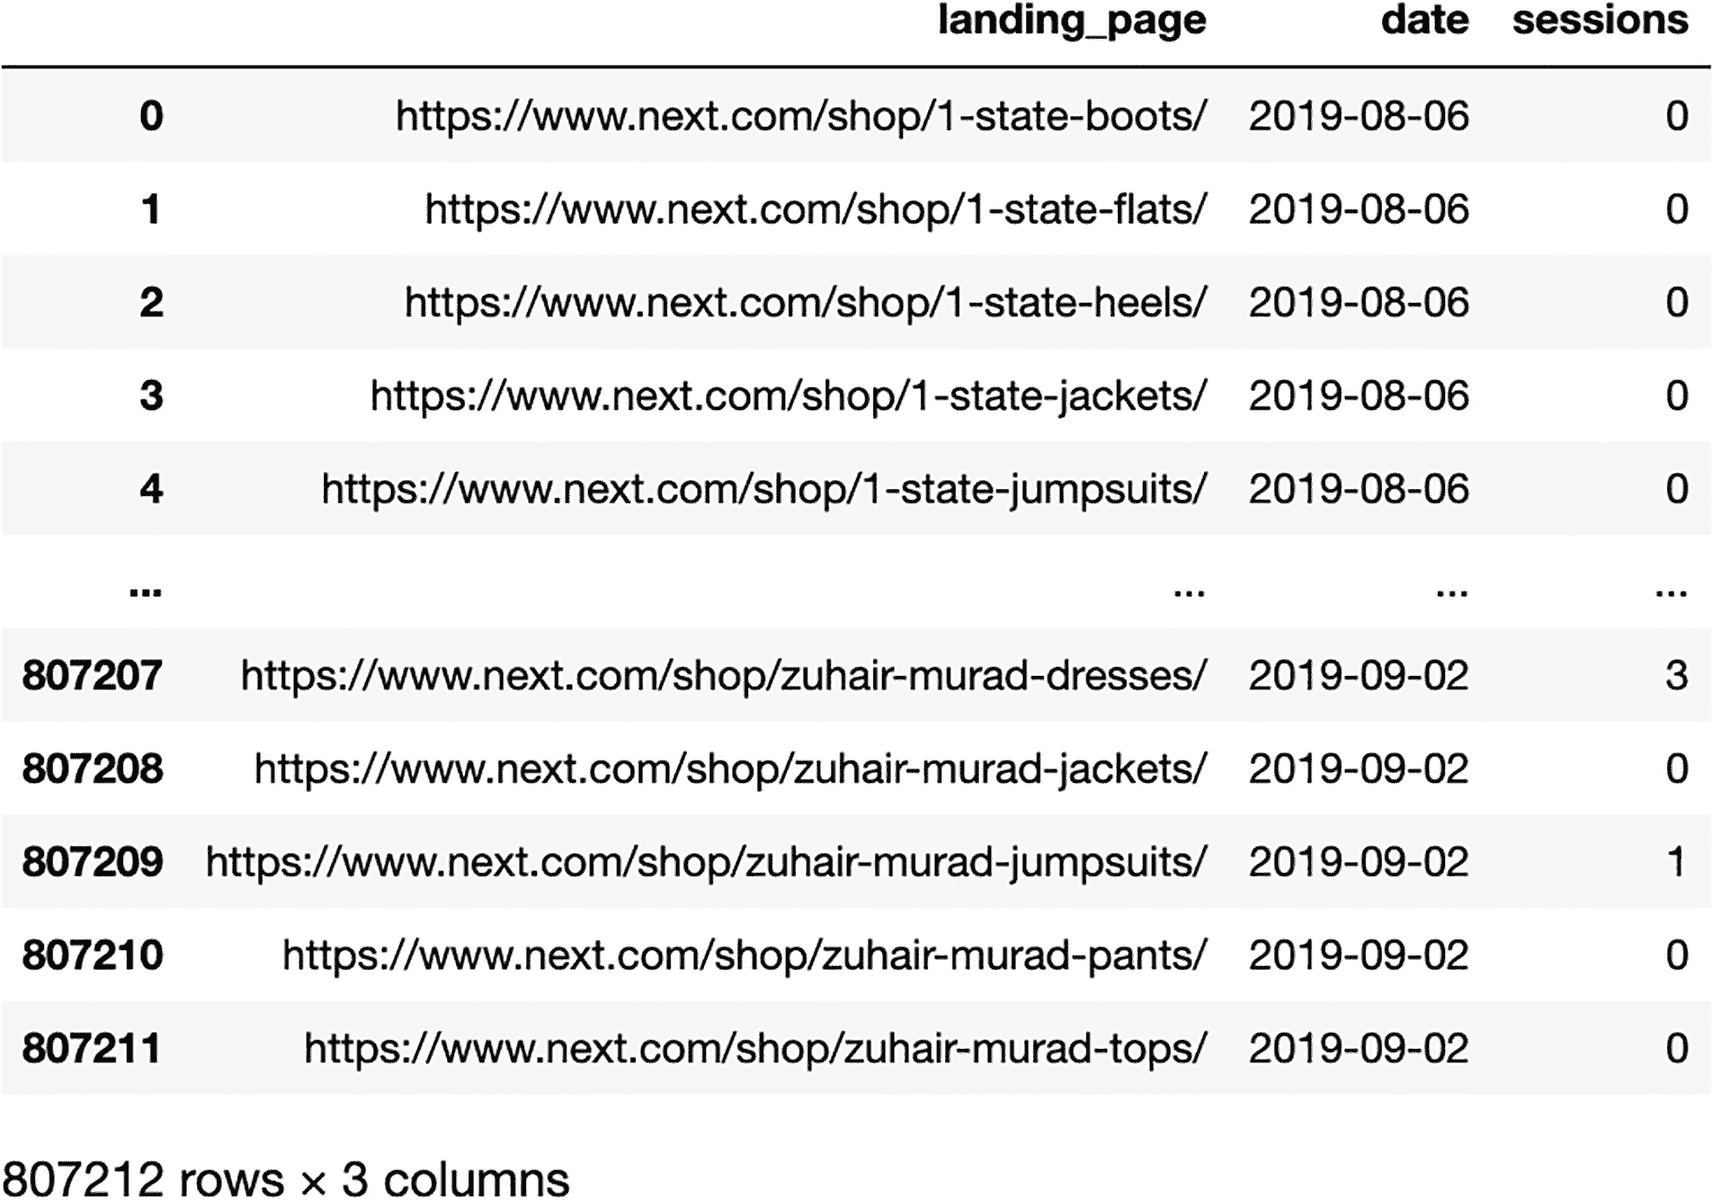 landing_page date sessions
0 https://www.next.com/shop/1-state-boots/ 2019-08-06 0
1 https://www.next.com/shop/1-state-flats/ 2019-08-06 0
2 https://www.next.com/shop/1-state-heels/ 2019-08-06 0
3 https://www.next.com/shop/1-state-jackets/ 2019-08-06 0
4 https://www.next.com/shop/1-state-jumpsuits/ 2019-08-06 0
... ... ... ...
807207 https://www.next.com/shop/zuhair-murad-dresses/ 2019-09-02 3
807208 https://www.next.com/shop/zuhair-murad-jackets/ 2019-09-02 0
807209 https://www.next.com/shop/zuhair-murad-jumpsuits/ 2019-09-02 1
807210 https://www.next.com/shop/zuhair-murad-pants/ 2019-09-02 0
807211 https://www.next.com/shop/zuhair-murad-tops/ 2019-09-02 0
807212 rows × 3 columns